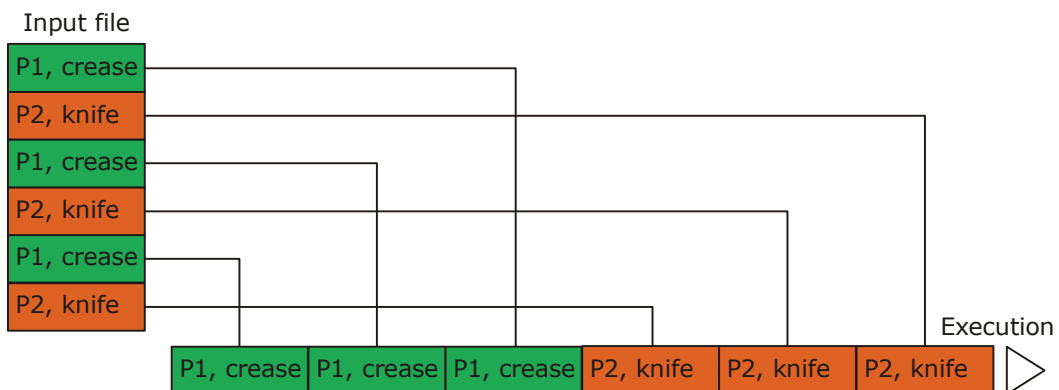 Input file
P1, crease
P2, knife
P1, crease
P2, knife
P1, crease
P2, knife
Execution
P1, crease P1, crease P1, crease P2, knife P2, knife P2, knife